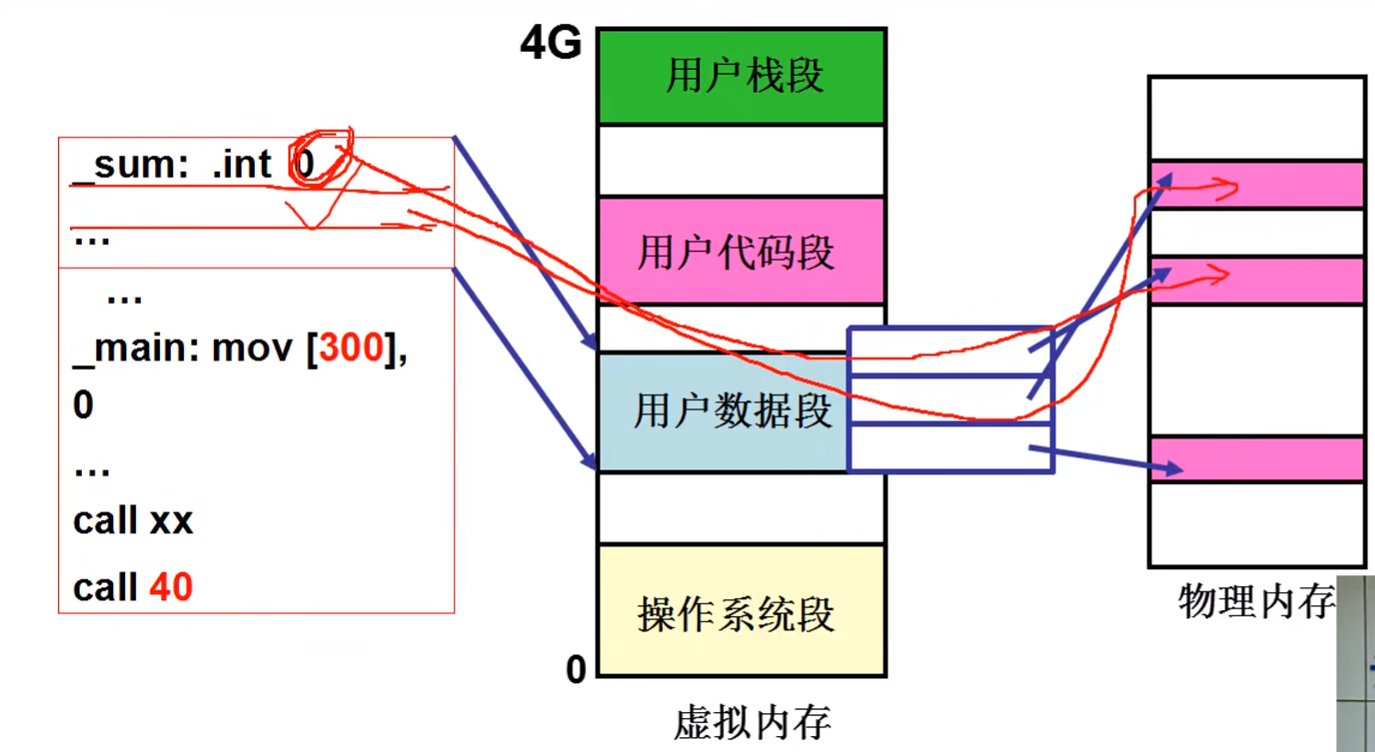 _sum: .int 0
...
...
_main: mov [300],
0
...
call xx
call 40
4G
用户栈段
用户代码段
用户数据段
操作系统段
0
虚拟内存
物理内存